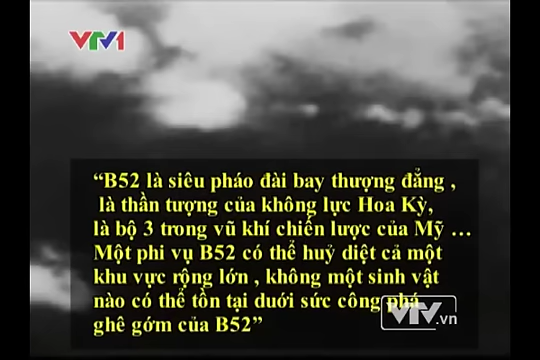 VTV1
“B52 là siêu pháo đài bay thượng đẳng ,
là thần tượng của không lực Hoa Kỳ,
là bộ 3 trong vũ khí chiến lược của Mỹ …
Một phi vụ B52 có thể huỷ diệt cả một
khu vực rộng lớn , không một sinh vật
nào có thể tồn tại duới sức công phá
ghê gớm của B52”
VTV.vn